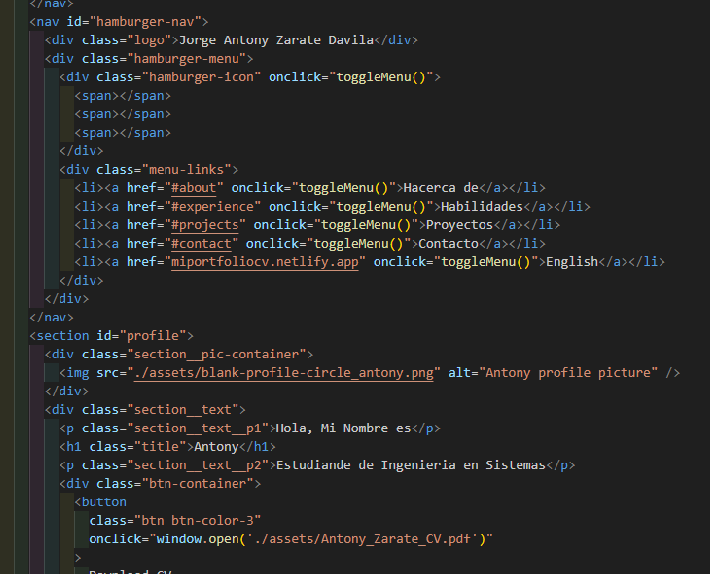 </nav>
<nav id="hamburger-nav">
<div class="logo">Jorge Antony Zarate Davila</div>
<div class="hamburger-menu">
<div class="hamburger-icon" onclick="toggleMenu()">
<span></span>
<span></span>
<span></span>
</div>
<div class="menu-links">
<li><a href="#about" onclick="toggleMenu()">Hacerca de</a></li>
<li><a href="#experience" onclick="toggleMenu()">Habilidades</a></li>
<li><a href="#projects" onclick="toggleMenu()">Proyectos</a></li>
<li><a href="#contact" onclick="toggleMenu()">Contacto</a></li>
<li><a href="miportfoliocv.netlify.app" onclick="toggleMenu()">English</a></li>
</div>
</div>
</nav>
<section id="profile">
<div class="section__pic-container">
<img src="./assets/blank-profile-circle_antony.png" alt="Antony profile picture" />
</div>
<div class="section__text">
<p class="section__text__p1">Hola, Mi Nombre es</p>
<h1 class="title">Antony</h1>
<p class="section__text__p2">Estudiande de Ingenieria en Sistemas</p>
<div class="btn-container">
<button
class="btn btn-color-3"
onclick="window.open('./assets/Antony_Zarate_CV.pdf')"
>
Download CV